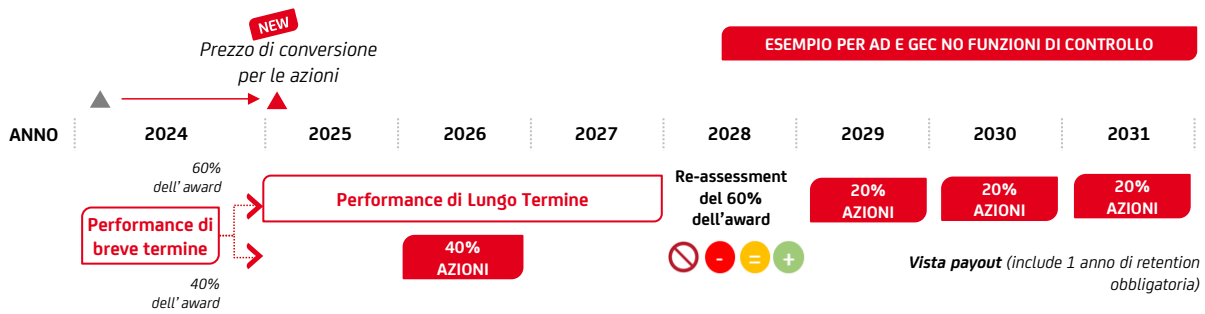 NEW
Prezzo di conversione
per le azioni
ESEMPIO PER AD E GEC NO FUNZIONI DI CONTROLLO
ANNO 2024 2025 2026 2027 2028 2029 2030 2031
60%
dell' award
Performance di
breve termine
40%
dell' award
Performance di Lungo Termine
40%
AZIONI
Re-assessment
del 60%
dell'award
- = +
20%
AZIONI
20%
AZIONI
20%
AZIONI
Vista payout (include 1 anno di retention
obbligatoria)